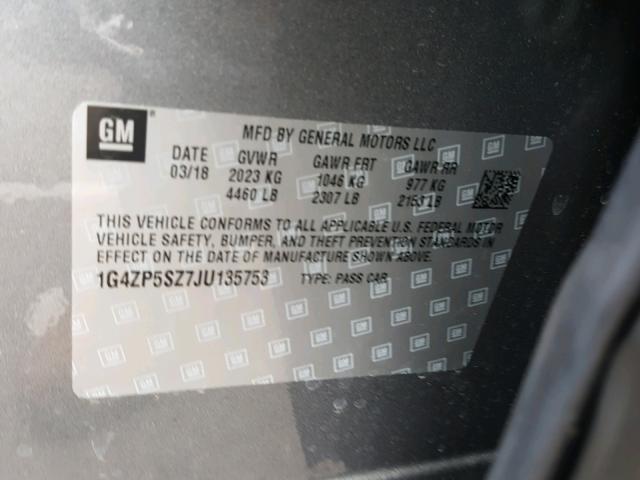 GM
MFD BY GENERAL MOTORS LLC
DATE GVWR GAWR FRT GAWR RR
03/18 2023 KG 1046 KG 977 KG
4460 LB 2307 LB 2153 LB
THIS VEHICLE CONFORMS TO ALL APPLICABLE U.S. FEDERAL MOTOR
VEHICLE SAFETY, BUMPER, AND THEFT PREVENTION STANDARDS IN
EFFECT ON THE DATE OF MANUFACTURE SHOWN ABOVE.
1G4ZP5SZ7JU135753 TYPE: PASS CAR